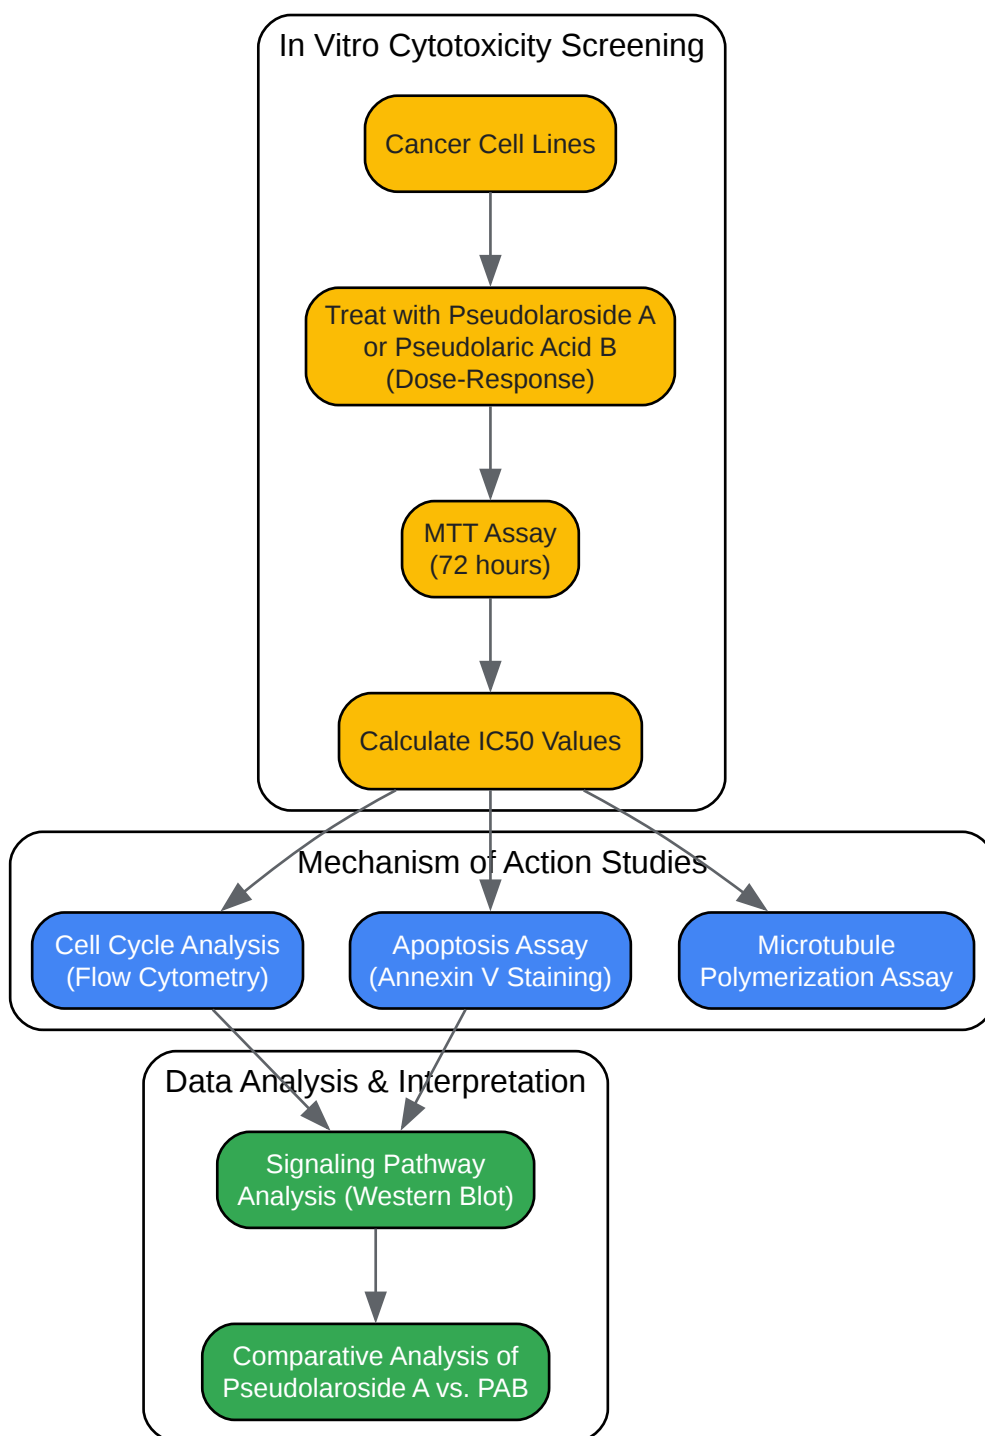 In Vitro Cytotoxicity Screening
Cancer Cell Lines
Treat with Pseudolaroside A
or Pseudolaric Acid B
(Dose-Response)
MTT Assay
(72 hours)
Calculate IC50 Values
Mechanism of Action Studies
Cell Cycle Analysis
(Flow Cytometry)
Apoptosis Assay
(Annexin V Staining)
Microtubule
Polymerization Assay
Data Analysis & Interpretation
Signaling Pathway
Analysis (Western Blot)
Comparative Analysis of
Pseudolaroside A vs. PAB